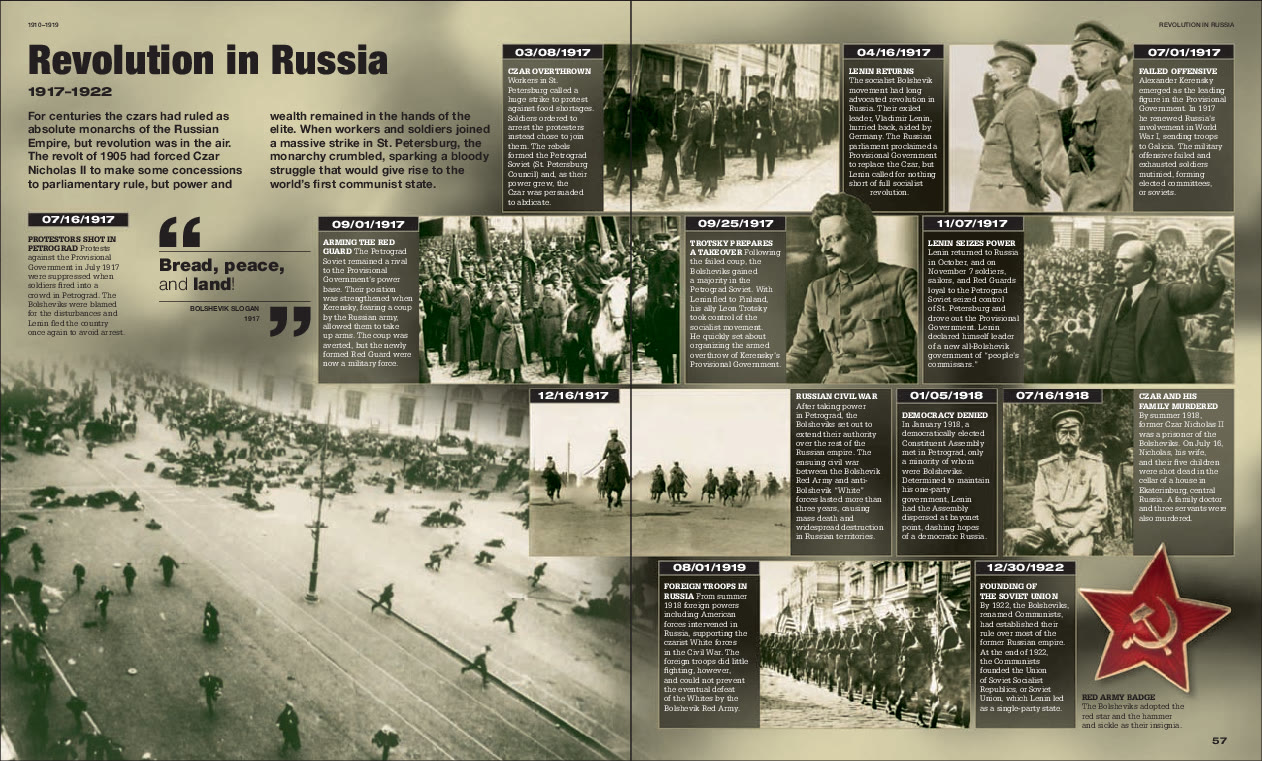 1910–1919
REVOLUTION IN RUSSIA
Revolution in Russia
1917–1922
For centuries the czars had ruled as
absolute monarchs of the Russian
Empire, but revolution was in the air.
The revolt of 1905 had forced Czar
Nicholas II to make some concessions
to parliamentary rule, but power and
wealth remained in the hands of the
elite. When workers and soldiers joined
a massive strike in St. Petersburg, the
monarchy crumbled, sparking a bloody
struggle that would give rise to the
world's first communist state.
03/08/1917
CZAR OVERTHROWN
Workers in St.
Petersburg called a
huge strike to protest
against food shortages.
Soldiers ordered to
arrest the protesters
instead chose to join
them. The rebels
formed the Petrograd
Soviet (St. Petersburg
Council) and, as their
power grew, the
Czar was persuaded
to abdicate.
04/16/1917
LENIN RETURNS
The socialist Bolshevik
movement had long
advocated revolution in
Russia. Their exiled
leader, Vladimir Lenin,
hurried back, aided by
Germany. The Russian
parliament proclaimed a
Provisional Government
to replace the Czar, but
Lenin called for nothing
short of full socialist
revolution.
07/01/1917
FAILED OFFENSIVE
Alexander Kerensky
emerged as the leading
figure in the Provisional
Government. In 1917
he renewed Russia's
involvement in World
War I, sending troops
to Galicia. The military
offensive failed and
exhausted soldiers
mutinied, forming
elected committees,
or soviets.
07/16/1917
PROTESTORS SHOT IN
PETROGRAD Protests
against the Provisional
Government in July 1917
were suppressed when
soldiers fired into a
crowd in Petrograd. The
Bolsheviks were blamed
for the disturbances and
Lenin fled the country
once again to avoid arrest.
“
Bread, peace,
and land!
BOLSHEVIK SLOGAN
1917
”
09/01/1917
ARMING THE RED
GUARD The Petrograd
Soviet remained a rival
to the Provisional
Government's power
base. Their position
was strengthened when
Kerensky, fearing a coup
by the Russian army,
allowed them to take
up arms. The coup was
averted, but the newly
formed Red Guard were
now a military force.
09/25/1917
TROTSKY PREPARES
A TAKEOVER Following
the failed coup, the
Bolsheviks gained
a majority in the
Petrograd Soviet. With
Lenin fled to Finland,
his ally Leon Trotsky
took control of the
socialist movement.
He quickly set about
organizing the armed
overthrow of Kerensky's
Provisional Government.
11/07/1917
LENIN SEIZES POWER
Lenin returned to Russia
in October, and on
November 7 soldiers,
sailors, and Red Guards
loyal to the Petrograd
Soviet seized control
of St. Petersburg and
drove out the Provisional
Government. Lenin
declared himself leader
of a new all-Bolshevik
government of "people's
commissars."
12/16/1917
RUSSIAN CIVIL WAR
After taking power
in Petrograd, the
Bolsheviks set out to
extend their authority
over the rest of the
Russian empire. The
ensuing civil war
between the Bolshevik
Red Army and anti-
Bolshevik "White"
forces lasted more than
three years, causing
mass death and
widespread destruction
in Russian territories.
01/05/1918
DEMOCRACY DENIED
In January 1918, a
democratically elected
Constituent Assembly
met in Petrograd, only
a minority of whom
were Bolsheviks.
Determined to maintain
his one-party
government, Lenin
had the Assembly
dispersed at bayonet
point, dashing hopes
of a democratic Russia.
07/16/1918
CZAR AND HIS
FAMILY MURDERED
By summer 1918,
former Czar Nicholas II
was a prisoner of the
Bolsheviks. On July 16,
Nicholas, his wife,
and their five children
were shot dead in the
cellar of a house in
Ekaterinburg, central
Russia. A family doctor
and three servants were
also murdered.
08/01/1919
FOREIGN TROOPS IN
RUSSIA From summer
1918 foreign powers
including American
forces intervened in
Russia, supporting the
czarist White forces
in the Civil War. The
foreign troops did little
fighting, however,
and could not prevent
the eventual defeat
of the Whites by the
Bolshevik Red Army.
12/30/1922
FOUNDING OF
THE SOVIET UNION
By 1922, the Bolsheviks,
renamed Communists,
had established their
rule over most of the
former Russian empire.
At the end of 1922,
the Communists
founded the Union
of Soviet Socialist
Republics, or Soviet
Union, which Lenin led
as a single-party state.
RED ARMY BADGE
The Bolsheviks adopted the
red star and the hammer
and sickle as their insignia.
57